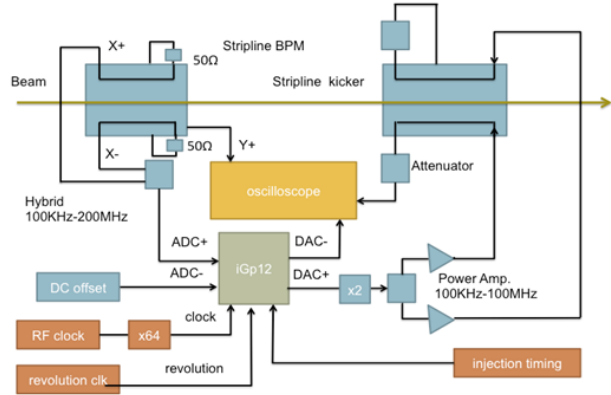 X+
Stripline BPM
50Ω
Beam
Stripline kicker
X-
50Ω
Y+
Attenuator
oscilloscope
Hybrid
100KHz-200MHz
ADC+
DAC-
iGp12
ADC-
DAC+
DC offset
x2
Power Amp.
100KHz-100MHz
clock
RF clock
x64
revolution
injection timing
revolution clk